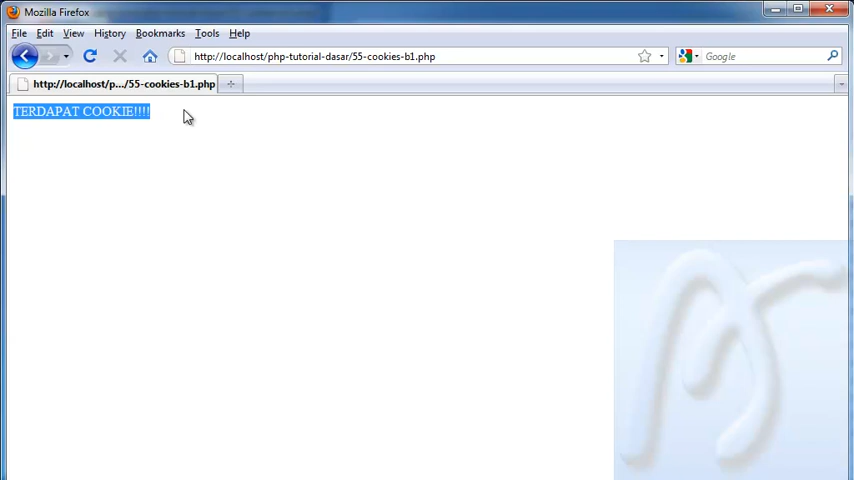 Mozilla Firefox
File Edit View History Bookmarks Tools Help
http://localhost/php-tutorial-dasar/55-cookies-b1.php
Google
http://localhost/p.../55-cookies-b1.php
TERDAPAT COOKIE!!!!